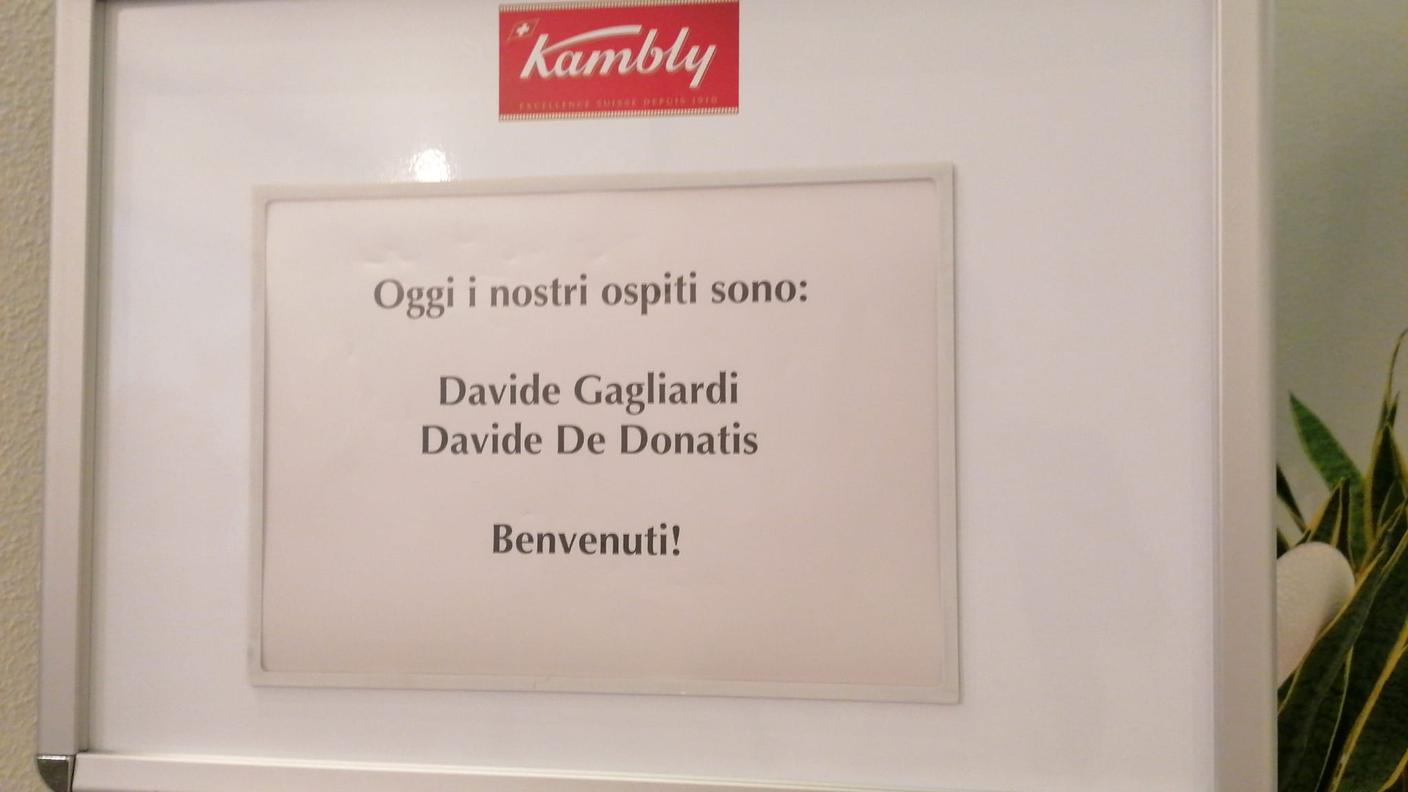 Kambly
EXCELLENCE SUISSE DEPUIS 1910
Oggi i nostri ospiti sono:
Davide Gagliardi
Davide De Donatis
Benvenuti!